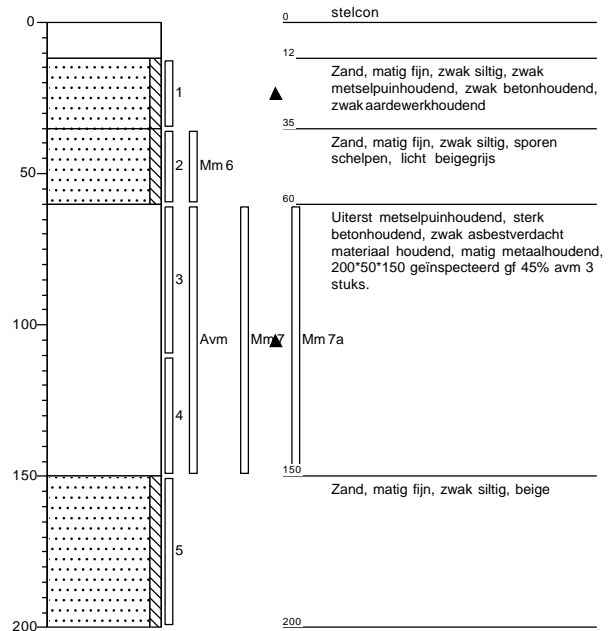 0
stelcon
0
12
Zand, matig fijn, zwak siltig, zwak
metselpuinhoudend, zwak betonhoudend,
zwak aardewerkhoudend
1
35
Zand, matig fijn, zwak siltig, sporen
schelpen, licht beigegrijs
2
Mm 6
50
60
Uiterst metselpuinhoudend, sterk
betonhoudend, zwak asbestverdacht
materiaal houdend, matig metaalhoudend,
200*50*150 geïnspecteerd gf 45% avm 3
stuks.
3
100
Avm
Mm 7
Mm 7a
4
150
150
Zand, matig fijn, zwak siltig, beige
5
200
200